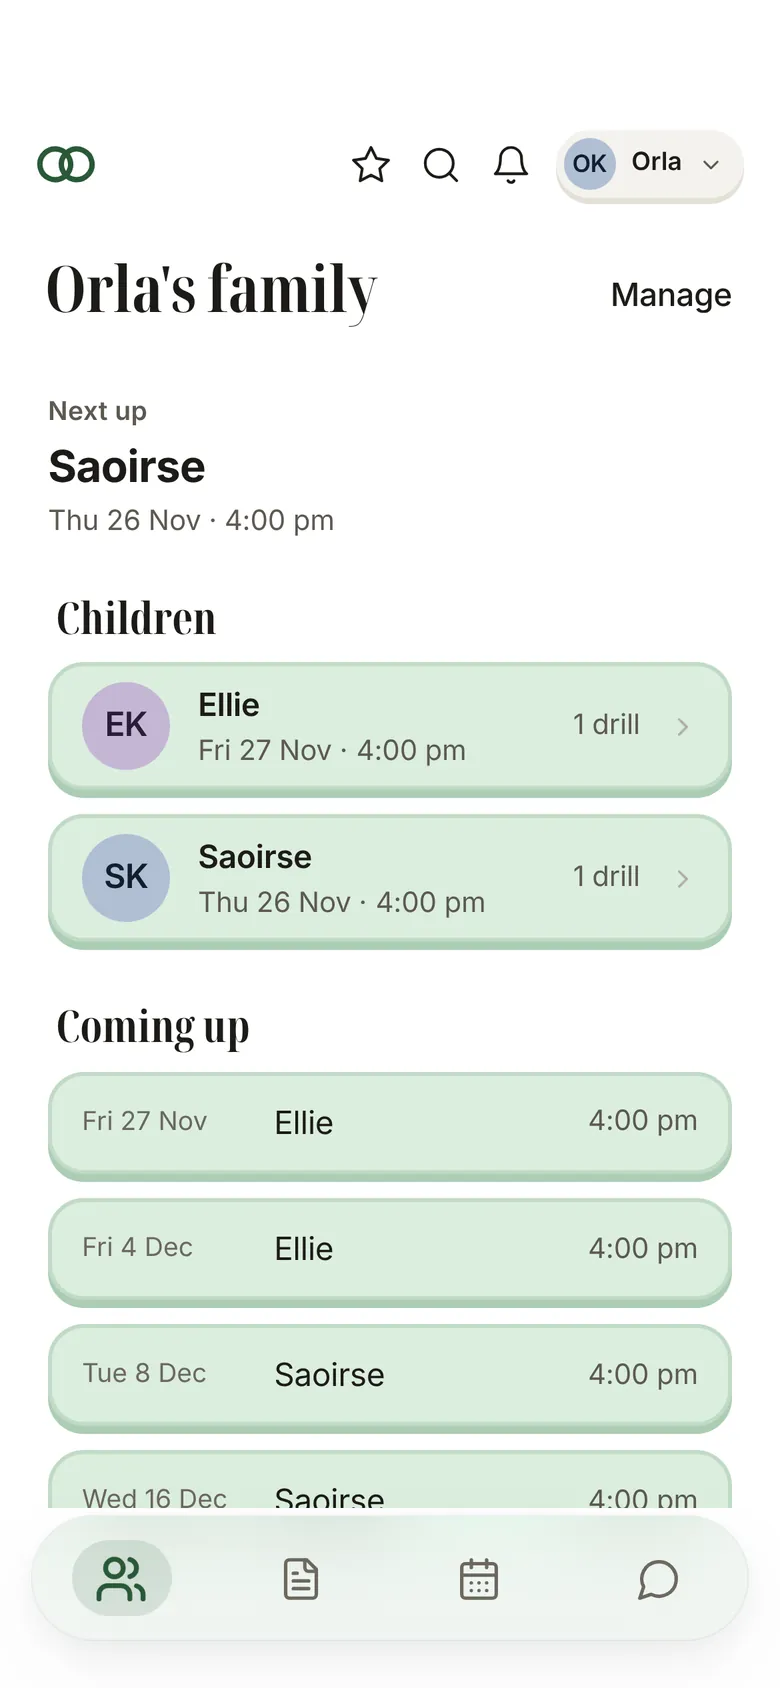 OK Orla
Orla's family
Manage
Next up
Saoirse
Thu 26 Nov · 4:00 pm
Children
EK
Ellie
Fri 27 Nov · 4:00 pm
1 drill
SK
Saoirse
Thu 26 Nov · 4:00 pm
1 drill
Coming up
Fri 27 Nov Ellie 4:00 pm
Fri 4 Dec Ellie 4:00 pm
Tue 8 Dec Saoirse 4:00 pm
Wed 16 Dec Saoirse 4:00 pm